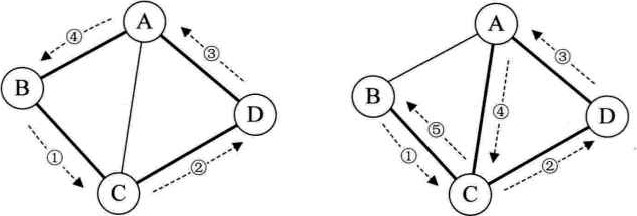 A
④
③
B
D
①
②
C
A
③
B
④
D
⑤
①
②
C